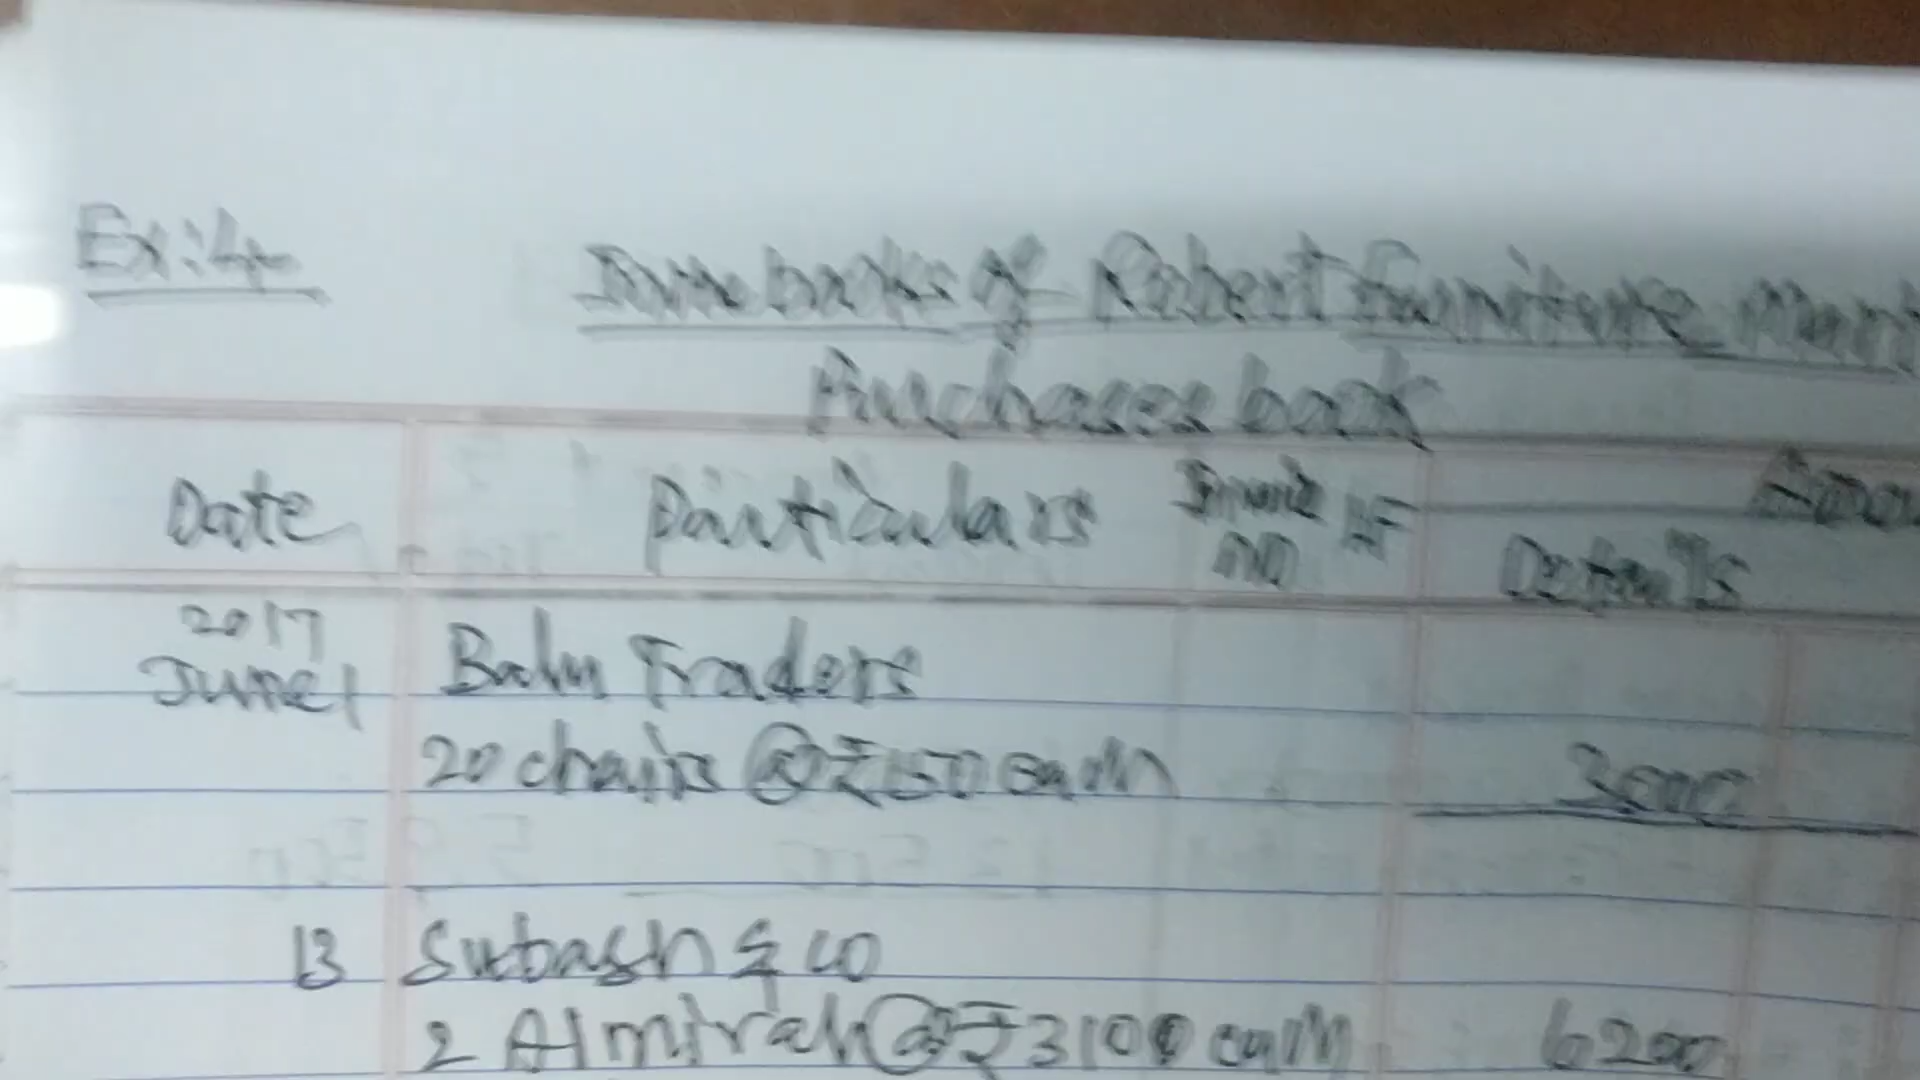 Ex:4
In the books of Robert Furniture Mart
Purchases book
Date Particulars Invoice no LF Details
2017
June 1 Balu Traders
20 chairs @ ₹150 each 3000
13 Subash & co
2 Almirah @ ₹3100 each 6200